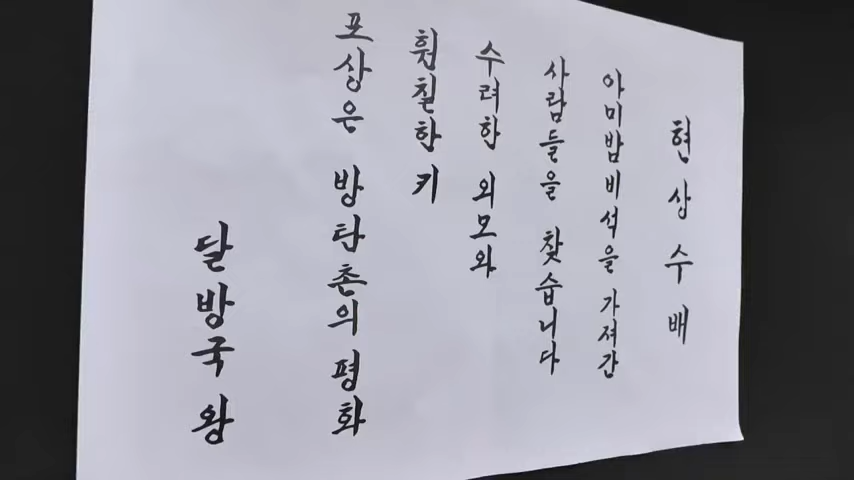 현상수배
아미밤비석을 가져간
사람들을 찾습니다
수려한 외모와
훤칠한 키
포상은 방탄촌의 평화
달방국 왕